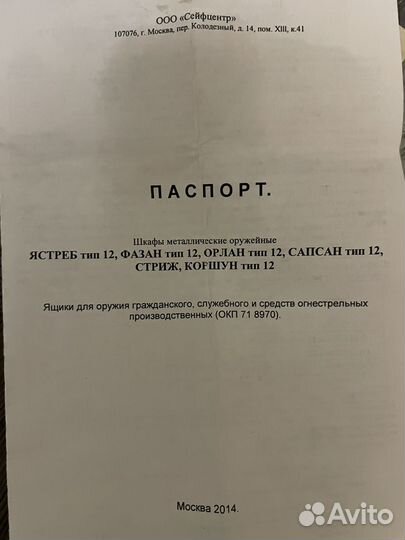 ООО «Сейфцентр»
107076, г. Москва, пер. Колодезный, д. 14, пом. XIII, к.41
ПАСПОРТ.
Шкафы металлические оружейные
ЯСТРЕБ тип 12, ФАЗАН тип 12, ОРЛАН тип 12, САПСАН тип 12,
СТРИЖ, КОРШУН тип 12
Ящики для оружия гражданского, служебного и средств огнестрельных
производственных (ОКП 71 8970).
Москва 2014.
Avito